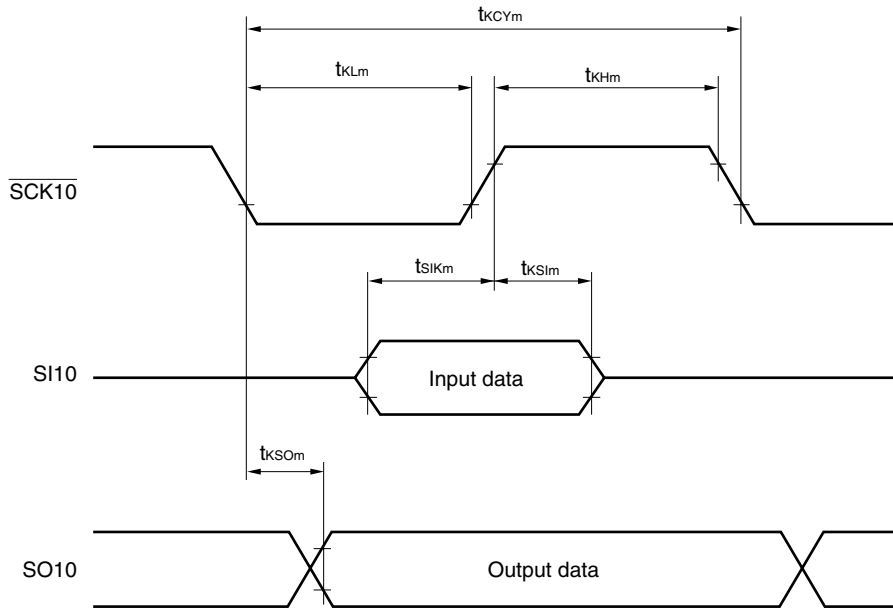 tKCYm
tKLm
tKHm
SCK10
tSIKm
tKSIm
SI10
Input data
tKSOm
SO10
Output data